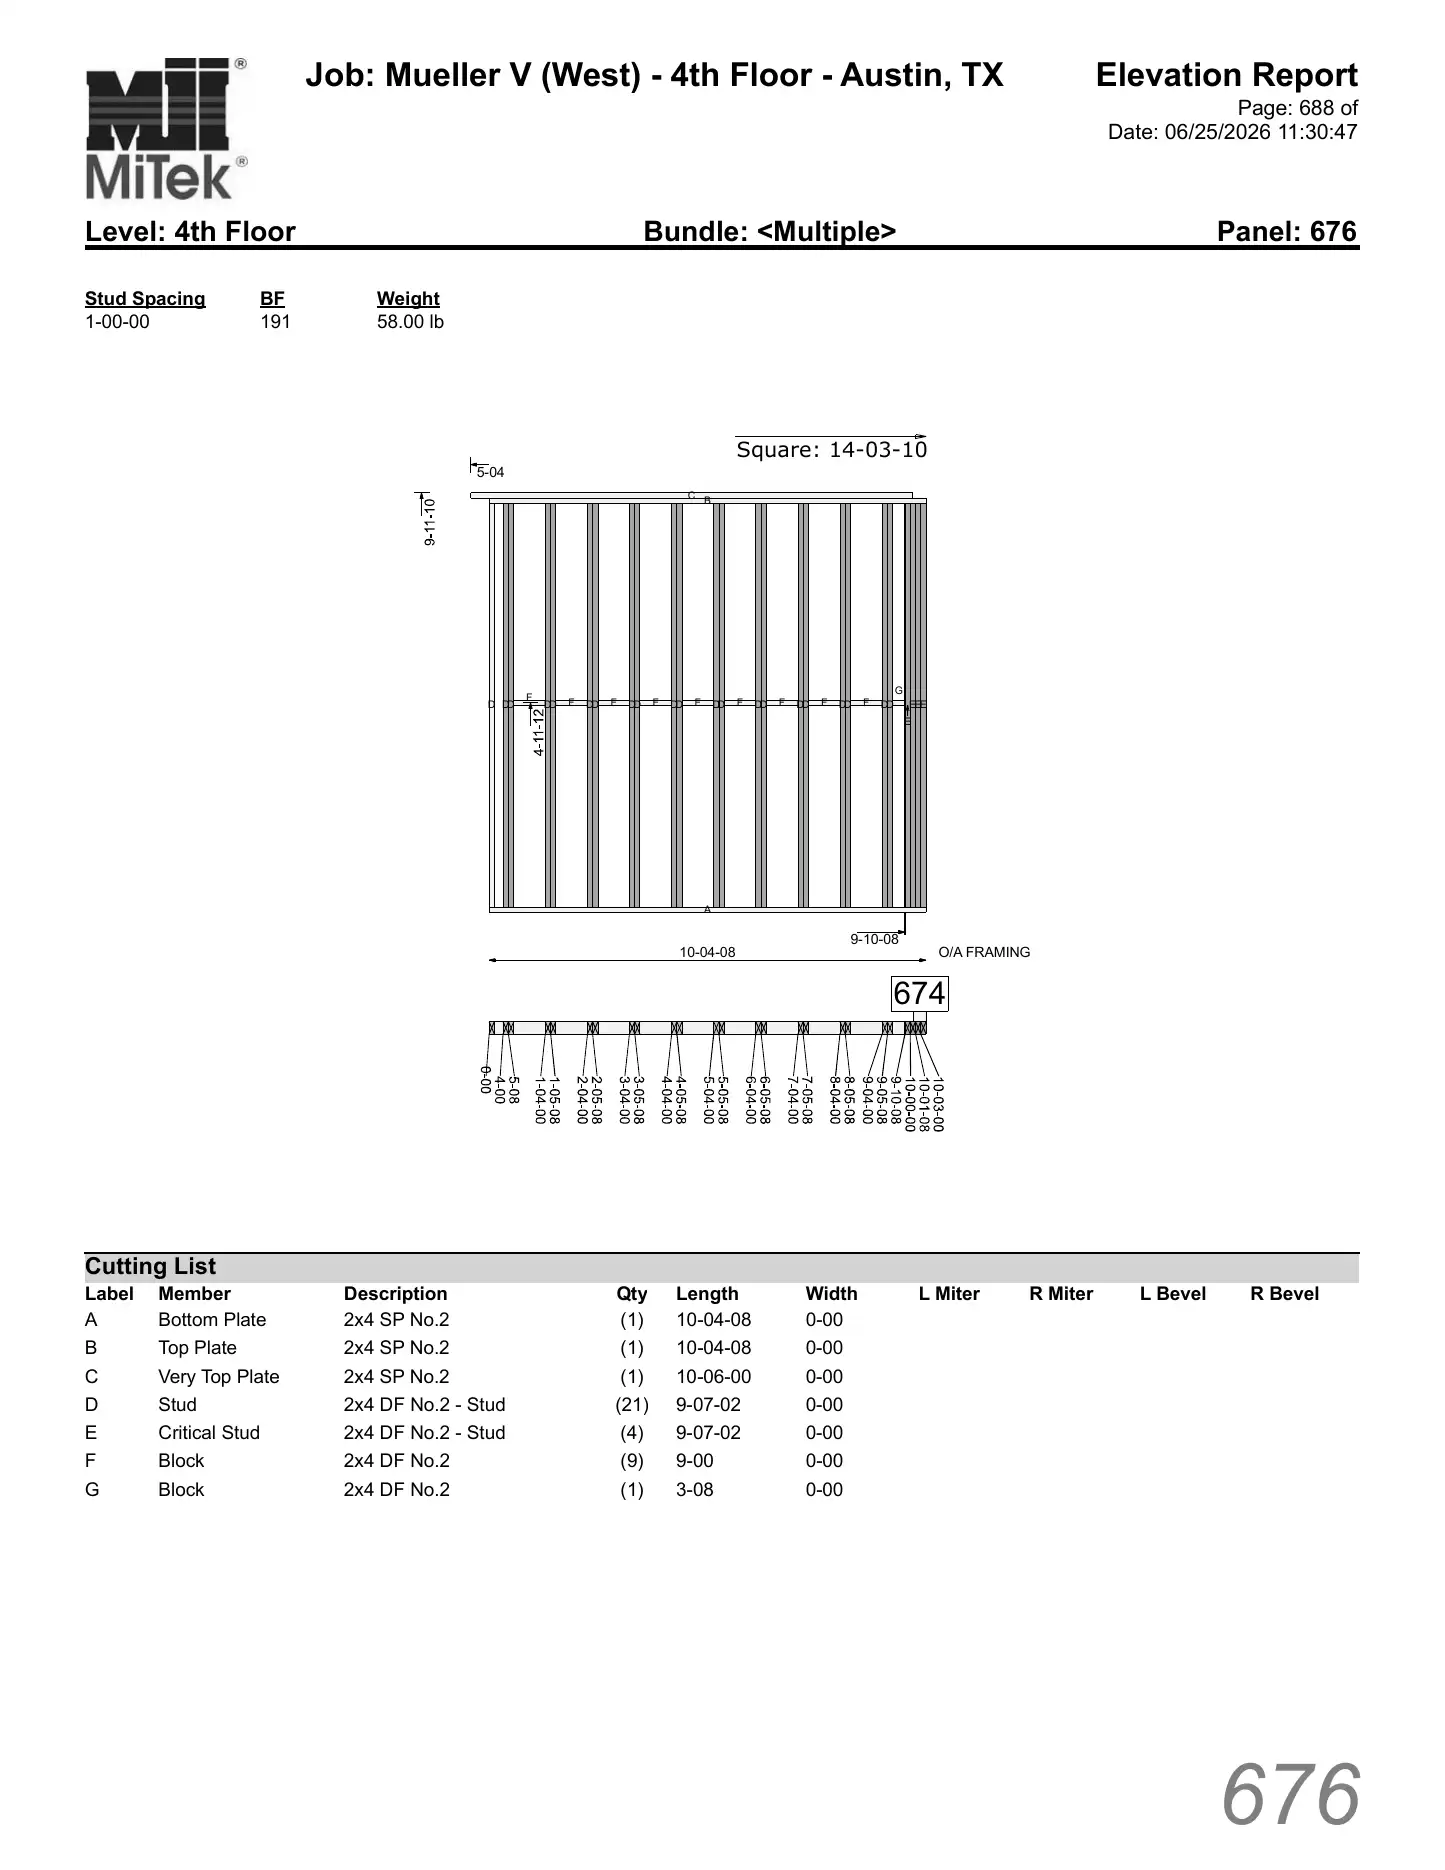 ®
MiTek®
Job: Mueller V (West) - 4th Floor - Austin, TX
Elevation Report
Page: 688 of
Date: 06/25/2026 11:30:47
Level: 4th Floor Bundle: <Multiple> Panel: 676
Stud Spacing BF Weight
1-00-00 191 58.00 lb
Square: 14-03-10
5-04
9-11-10
C
B
G
F
D D D D D F D D F D D F D D F D D F D D F D D F D D F D D
4-11-12
E
A
9-10-08
10-04-08 O/A FRAMING
674
0-00
4-00
5-08
1-04-00
1-05-08
2-04-00
2-05-08
3-04-00
3-05-08
4-04-00
4-05-08
5-04-00
5-05-08
6-04-00
6-05-08
7-04-00
7-05-08
8-04-00
8-05-08
9-04-00
9-05-08
9-10-08
10-00-00
10-01-08
10-03-00
Cutting List
Label Member Description Qty Length Width L Miter R Miter L Bevel R Bevel
A Bottom Plate 2x4 SP No.2 (1) 10-04-08 0-00
B Top Plate 2x4 SP No.2 (1) 10-04-08 0-00
C Very Top Plate 2x4 SP No.2 (1) 10-06-00 0-00
D Stud 2x4 DF No.2 - Stud (21) 9-07-02 0-00
E Critical Stud 2x4 DF No.2 - Stud (4) 9-07-02 0-00
F Block 2x4 DF No.2 (9) 9-00 0-00
G Block 2x4 DF No.2 (1) 3-08 0-00
676